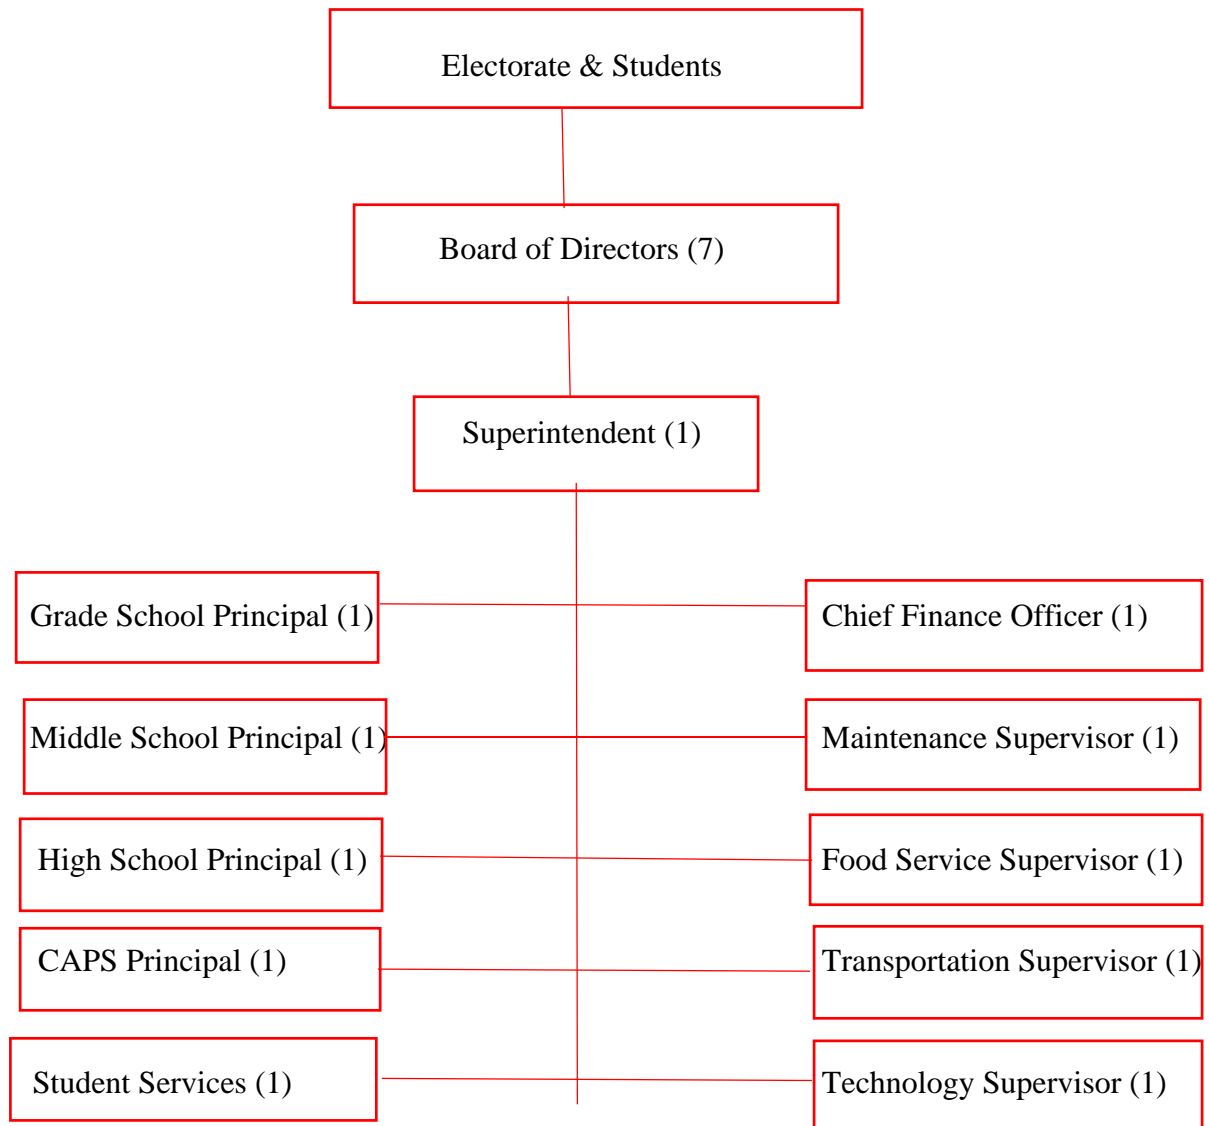 Electorate & Students
Board of Directors (7)
Superintendent (1)
Grade School Principal (1)
Chief Finance Officer (1)
Middle School Principal (1)
Maintenance Supervisor (1)
High School Principal (1)
Food Service Supervisor (1)
CAPS Principal (1)
Transportation Supervisor (1)
Student Services (1)
Technology Supervisor (1)